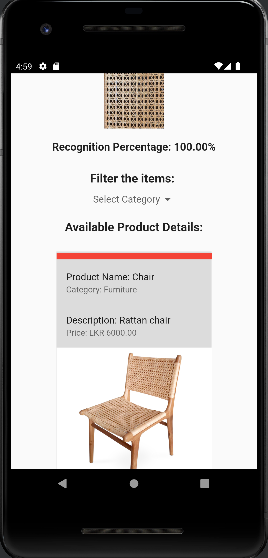 4:59
Recognition Percentage: 100.00%
Filter the items:
Select Category
Available Product Details:
Product Name: Chair
Category: Furniture
Description: Rattan chair
Price: LKR 6000.00